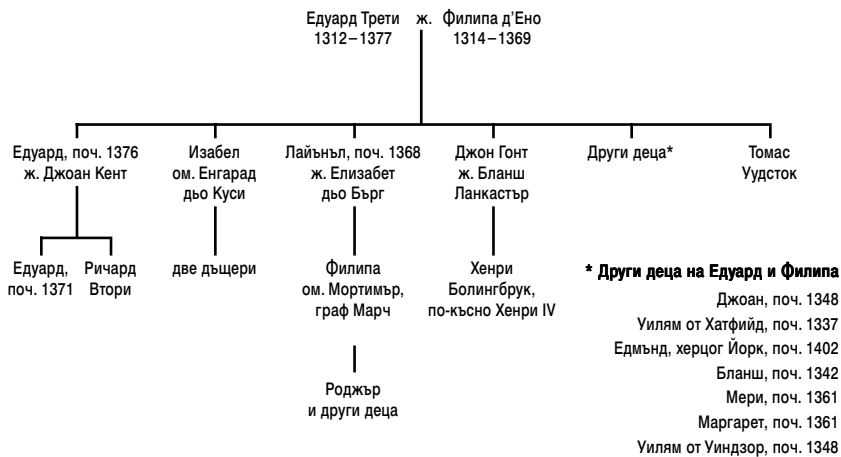 Едуард Трети ж. Филипа д’Ено
1312–1377 1314–1369
Едуард, поч. 1376
ж. Джоан Кент
Изабел
ом. Енгарад
дьо Куси
Лайънъл, поч. 1368
ж. Елизабет
дьо Бърг
Джон Гонт
ж. Бланш
Ланкастър
Други деца*
Томас
Уудсток
Едуард,
поч. 1371
Ричард
Втори
две дъщери
Филипа
ом. Мортимър,
граф Марч
Хенри
Болингбрук,
по-късно Хенри IV
Роджър
и други деца
* Други деца на Едуард и Филипа
Джоан, поч. 1348
Уилям от Хатфийд, поч. 1337
Едмънд, херцог Йорк, поч. 1402
Бланш, поч. 1342
Мери, поч. 1361
Маргарет, поч. 1361
Уилям от Уиндзор, поч. 1348